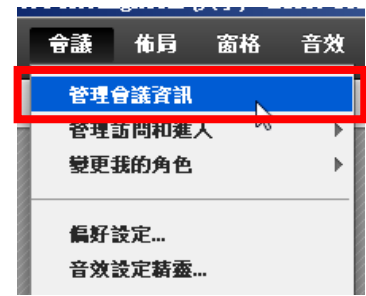 會議 佈局 窗格 音效
管理會議資訊
管理訪問和進入
變更我的角色
偏好設定...
音效設定精靈...